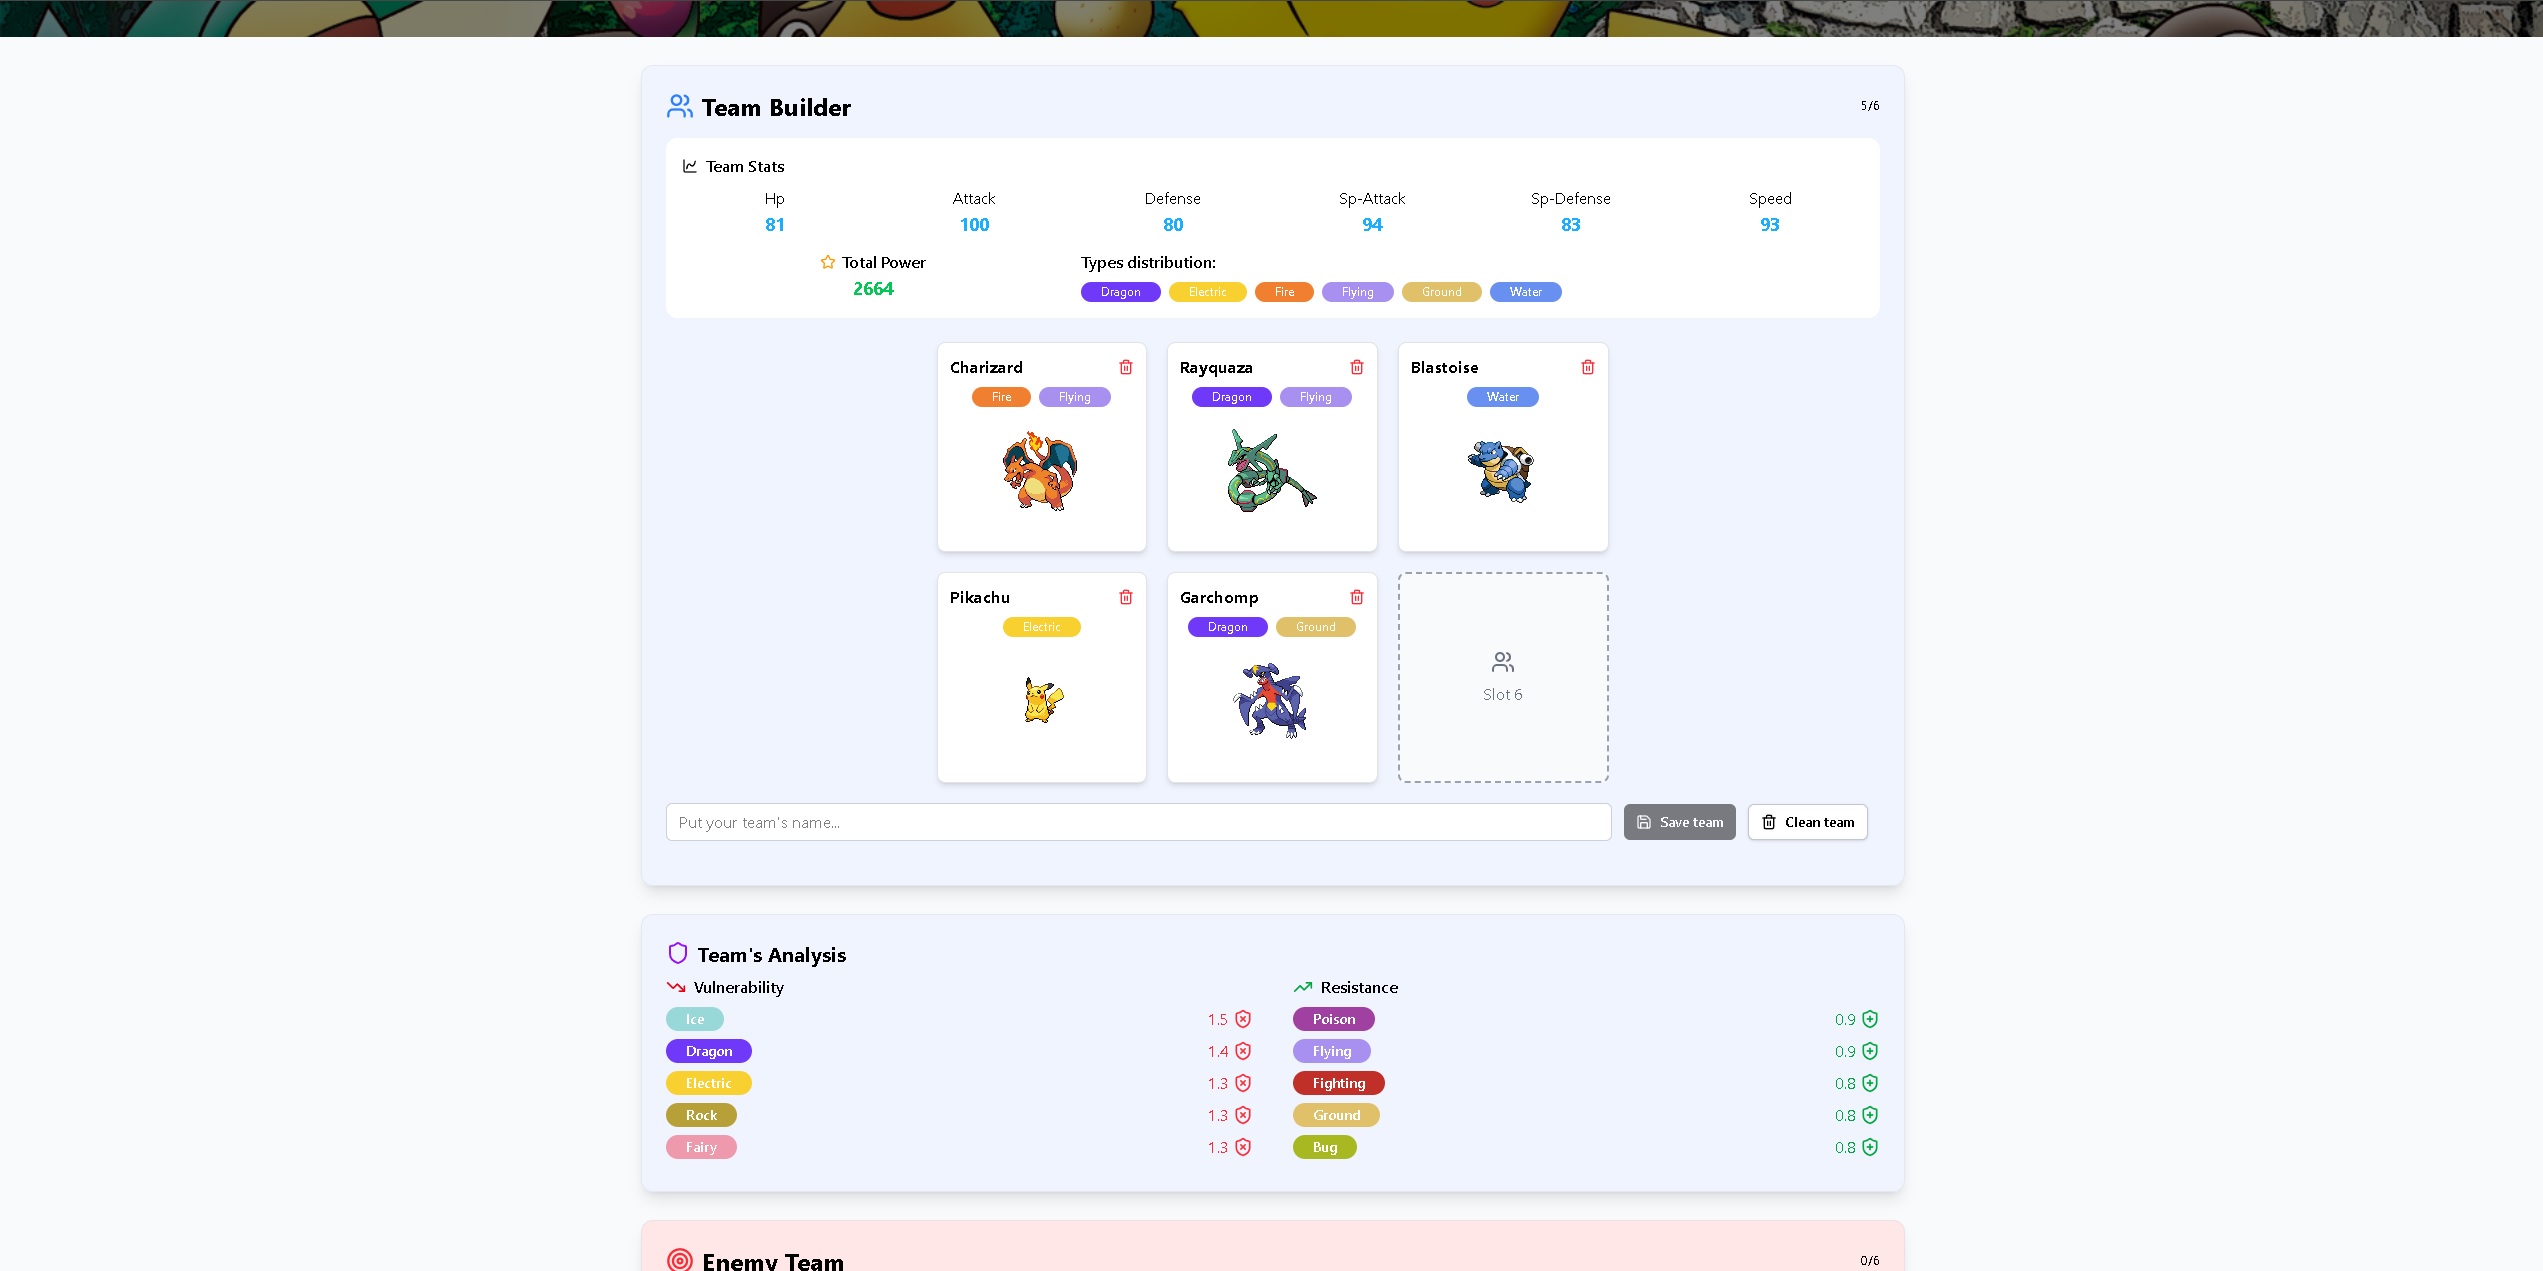 Team Builder
5/6
Team Stats
Hp Attack Defense Sp-Attack Sp-Defense Speed
81 100 80 94 83 93
Total Power Types distribution:
2664 Dragon Electric Fire Flying Ground Water
Charizard Rayquaza Blastoise
Fire Flying Dragon Flying Water
Pikachu Garchomp
Electric Dragon Ground
Slot 6
Put your team's name... Save team Clean team
Team's Analysis
Vulnerability Resistance
Ice 1.5 Poison 0.9
Dragon 1.4 Flying 0.9
Electric 1.3 Fighting 0.8
Rock 1.3 Ground 0.8
Fairy 1.3 Bug 0.8
Enemy Team 0/6